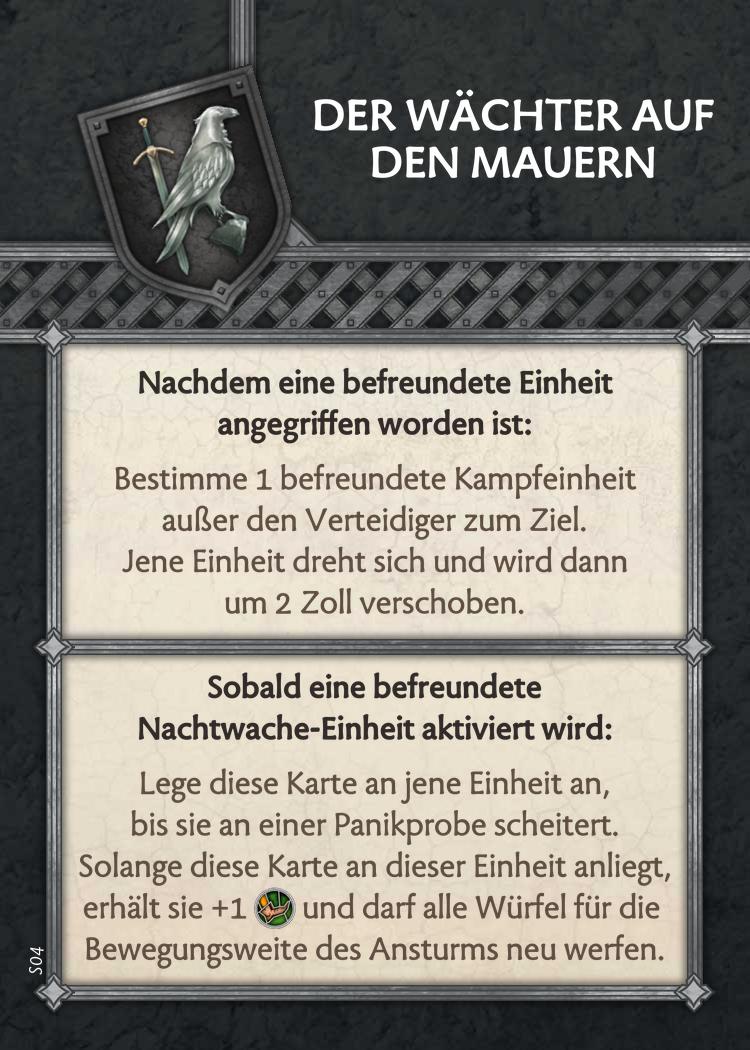 DER WÄCHTER AUF
DEN MAUERN
Nachdem eine befreundete Einheit
angegriffen worden ist:
Bestimme 1 befreundete Kampfeinheit
außer den Verteidiger zum Ziel.
Jene Einheit dreht sich und wird dann
um 2 Zoll verschoben.
Sobald eine befreundete
Nachtwache-Einheit aktiviert wird:
Lege diese Karte an jene Einheit an,
bis sie an einer Panikprobe scheitert.
Solange diese Karte an dieser Einheit anliegt,
erhält sie +1 und darf alle Würfel für die
Bewegungsweite des Ansturms neu werfen.
S04